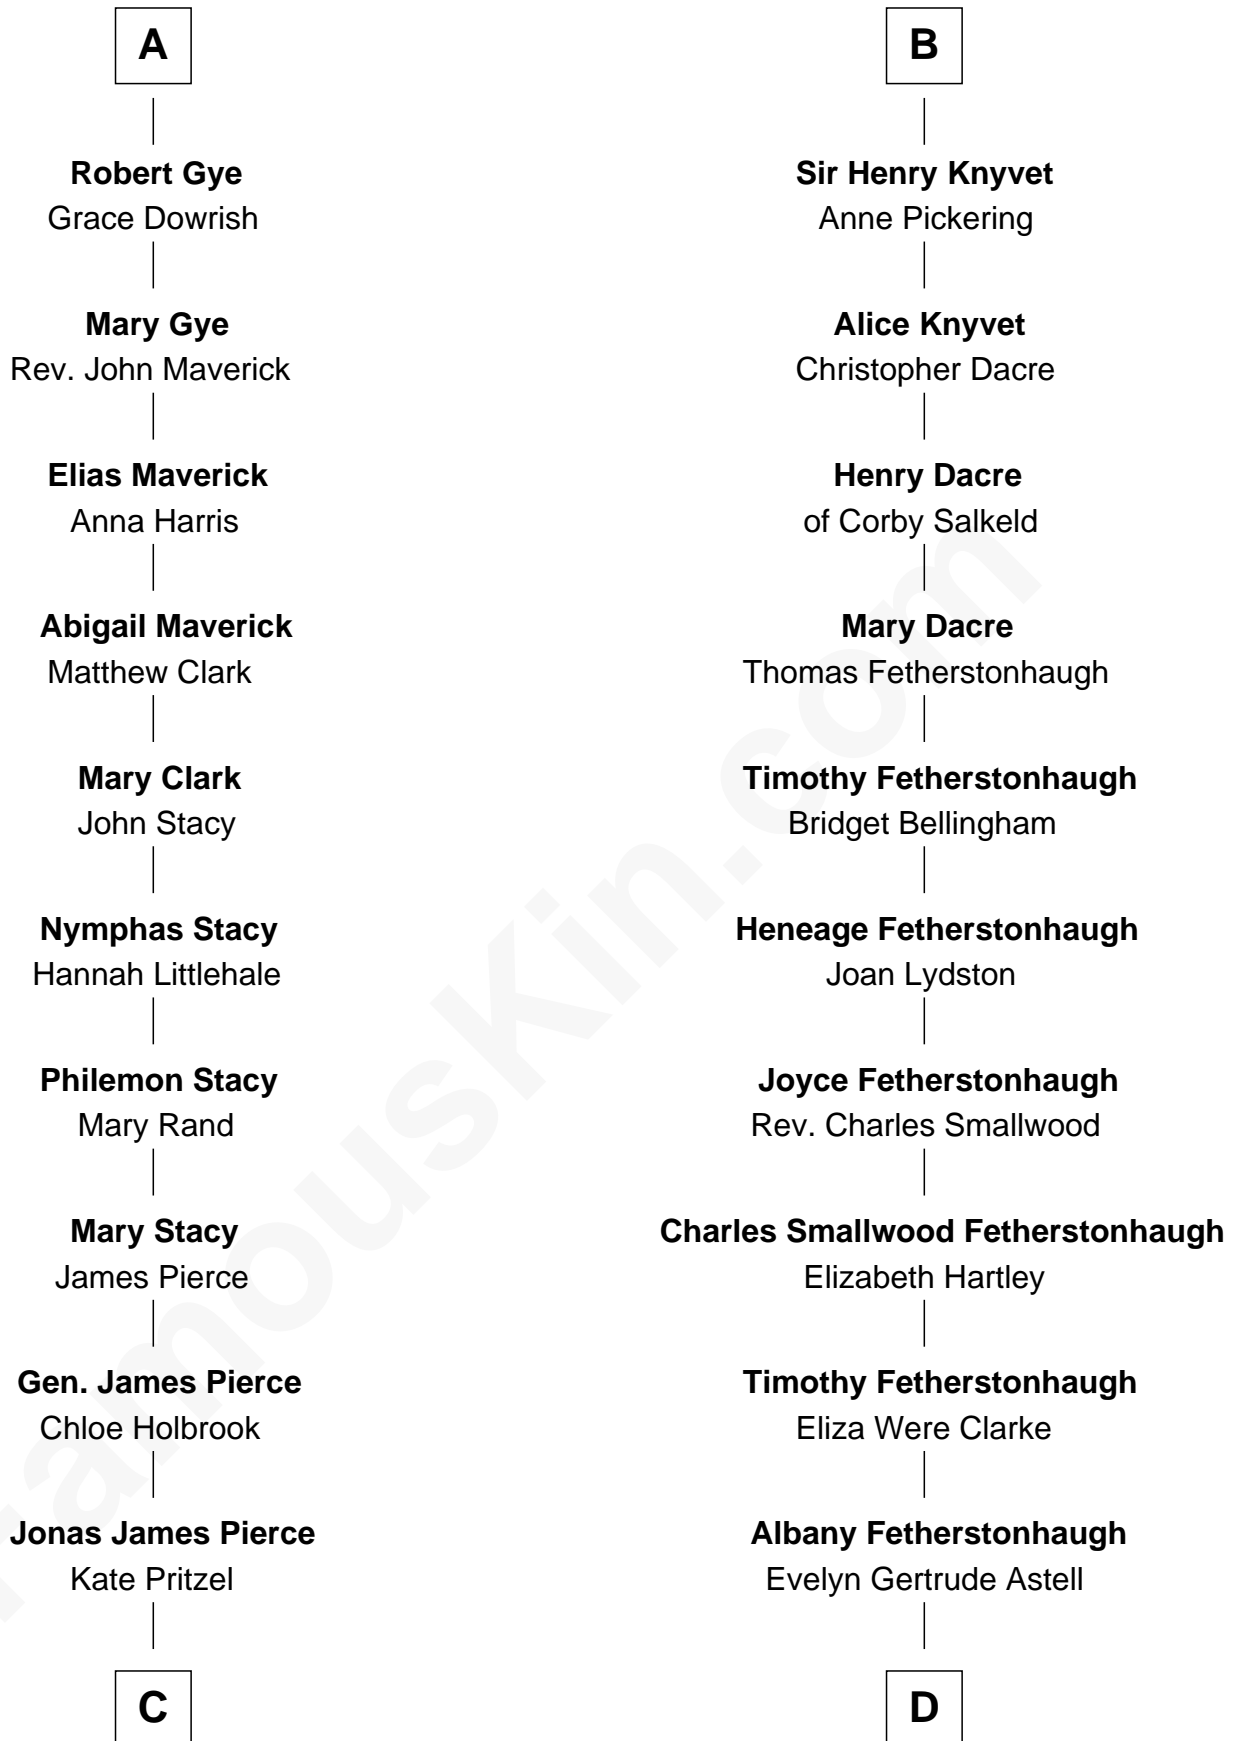 A
Robert Gye
Grace Dowrish
Mary Gye
Rev. John Maverick
Elias Maverick
Anna Harris
Abigail Maverick
Matthew Clark
Mary Clark
John Stacy
Nymphas Stacy
Hannah Littlehale
Philemon Stacy
Mary Rand
Mary Stacy
James Pierce
Gen. James Pierce
Chloe Holbrook
Jonas James Pierce
Kate Pritzel
C
B
Sir Henry Knyvet
Anne Pickering
Alice Knyvet
Christopher Dacre
Henry Dacre
of Corby Salkeld
Mary Dacre
Thomas Fetherstonhaugh
Timothy Fetherstonhaugh
Bridget Bellingham
Heneage Fetherstonhaugh
Joan Lydston
Joyce Fetherstonhaugh
Rev. Charles Smallwood
Charles Smallwood Fetherstonhaugh
Elizabeth Hartley
Timothy Fetherstonhaugh
Eliza Were Clarke
Albany Fetherstonhaugh
Evelyn Gertrude Astell
D
FamousKin.com